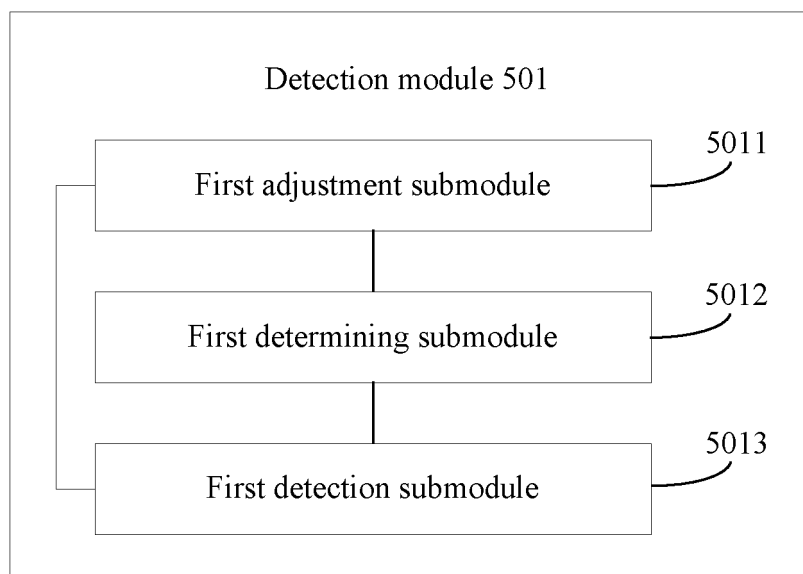 Detection module 501
5011
First adjustment submodule
5012
First determining submodule
5013
First detection submodule